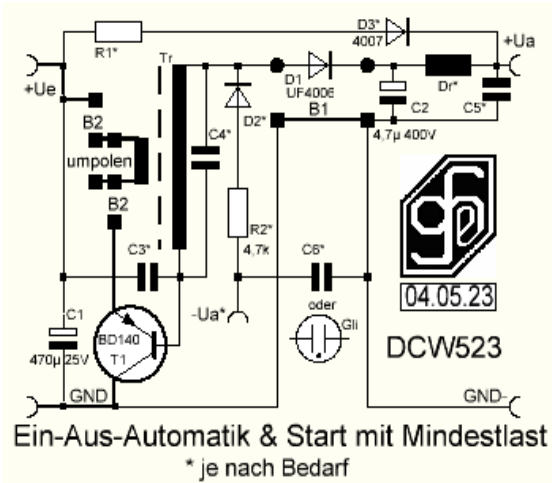 D3*
4007
+Ua
R1*
Tr
+Ue
D1
UF4006
Dr*
B2
D2*
B1
C2
C5*
umpolen
C4*
4,7µ 400V
B2
R2*
4,7k
C3*
C6*
04.05.23
oder
-Ua*
Gli
C1
BD140
T1
470µ 25V
DCW523
GND
GND-
Ein-Aus-Automatik & Start mit Mindestlast
* je nach Bedarf